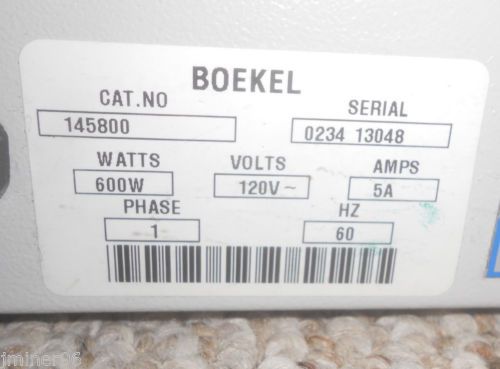 BOEKEL
CAT.NO SERIAL
145800 0234 13048
WATTS VOLTS AMPS
600W 120V~ 5A
PHASE HZ
1 60
jminer96